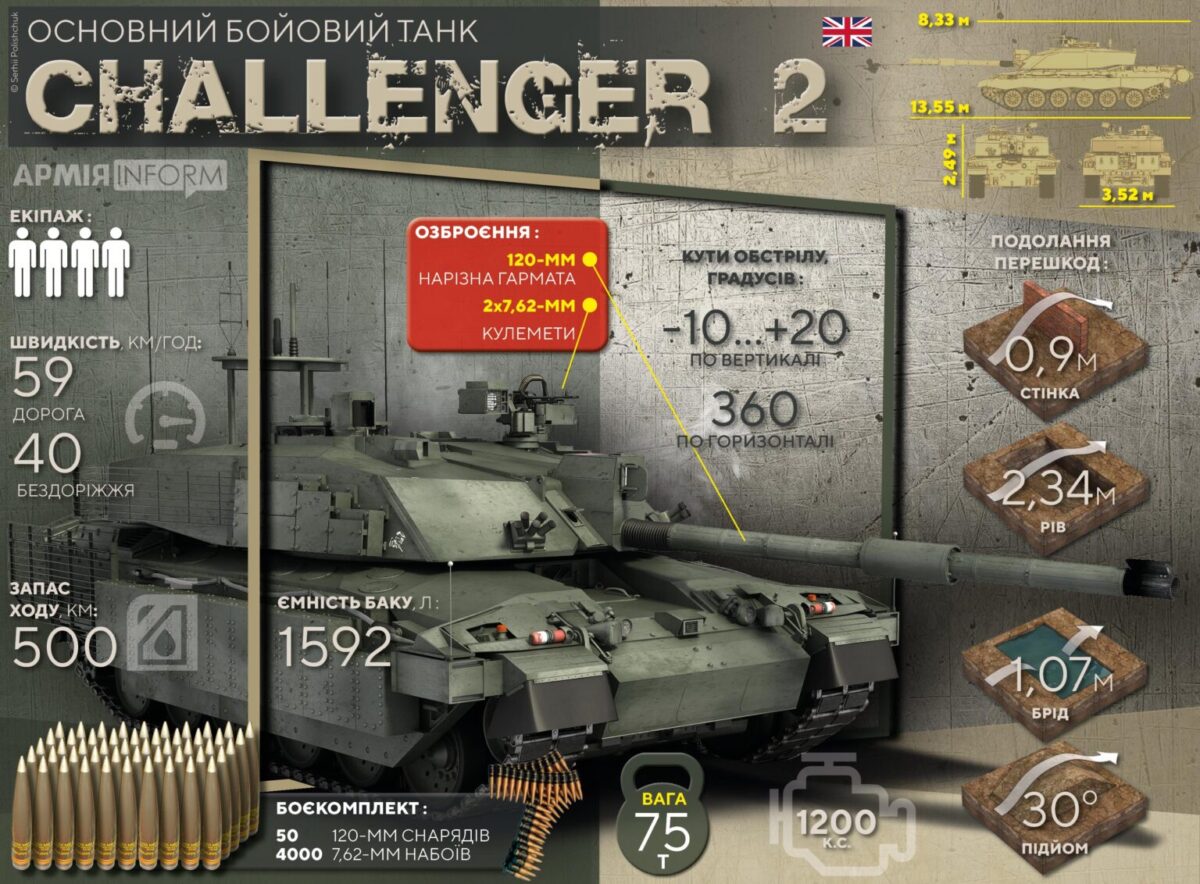 © Serhii Polishchuk
ОСНОВНИЙ БОЙОВИЙ ТАНК
CHALLENGER 2
АРМІЯINFORM
8,33 м
13,55 м
2,49 м
3,52 м
ЕКІПАЖ :
ШВИДКІСТЬ, КМ/ГОД:
59
ДОРОГА
40
БЕЗДОРІЖЖЯ
ЗАПАС
ХОДУ, КМ:
500
ОЗБРОЄННЯ :
120-ММ
НАРІЗНА ГАРМАТА
2х7,62-ММ
КУЛЕМЕТИ
КУТИ ОБСТРІЛУ,
ГРАДУСІВ :
-10...+20
ПО ВЕРТИКАЛІ
360
ПО ГОРИЗОНТАЛІ
ПОДОЛАННЯ
ПЕРЕШКОД :
0,9м
СТІНКА
2,34м
РІВ
1,07м
БРІД
30°
ПІДЙОМ
ЄМНІСТЬ БАКУ, Л :
1592
БОЄКОМПЛЕКТ :
50 120-ММ СНАРЯДІВ
4000 7,62-ММ НАБОЇВ
ВАГА
75
Т
1200
К.С.